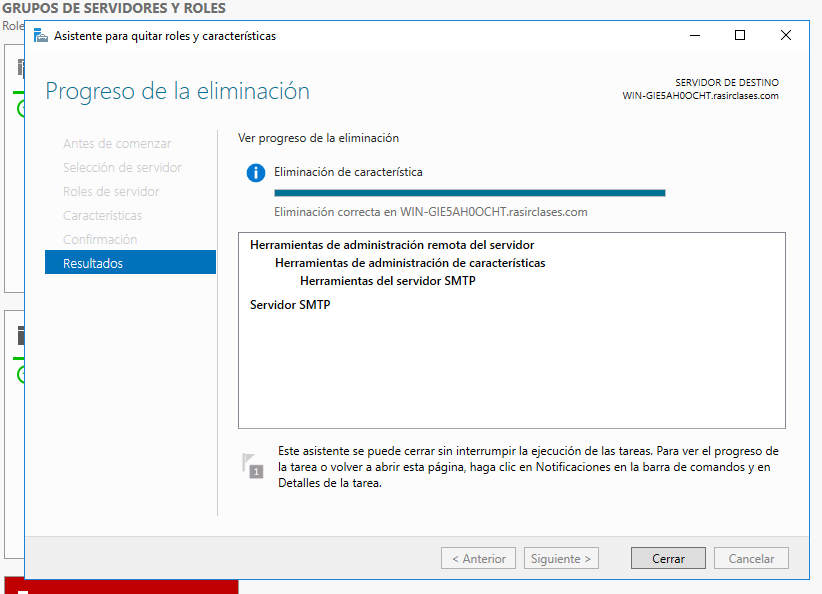 GRUPOS DE SERVIDORES Y ROLES
Role
Asistente para quitar roles y características
Progreso de la eliminación
SERVIDOR DE DESTINO
WIN-GIE5AH0OCHT.rasirclases.com
Antes de comenzar
Selección de servidor
Roles de servidor
Características
Confirmación
Resultados
Ver progreso de la eliminación
Eliminación de característica
Eliminación correcta en WIN-GIE5AH0OCHT.rasirclases.com
Herramientas de administración remota del servidor
Herramientas de administración de características
Herramientas del servidor SMTP
Servidor SMTP
1
Este asistente se puede cerrar sin interrumpir la ejecución de las tareas. Para ver el progreso de
la tarea o volver a abrir esta página, haga clic en Notificaciones en la barra de comandos y en
Detalles de la tarea.
< Anterior
Siguiente >
Cerrar
Cancelar